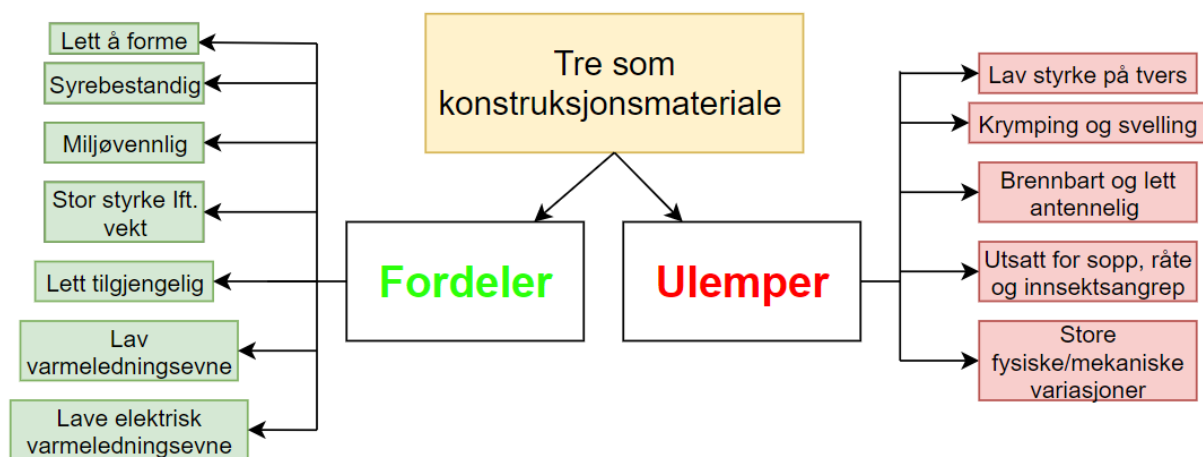 Tre som
konstruksjonsmateriale
Fordeler
Lett å forme
Syrebestandig
Miljøvennlig
Stor styrke Ift.
vekt
Lett tilgjengelig
Lav
varmeledningsevne
Lave elektrisk
varmeledningsevne
Ulemper
Lav styrke på tvers
Krymping og svelling
Brennbart og lett
antennelig
Utsatt for sopp, råte
og innsektsangrep
Store
fysiske/mekaniske
variasjoner